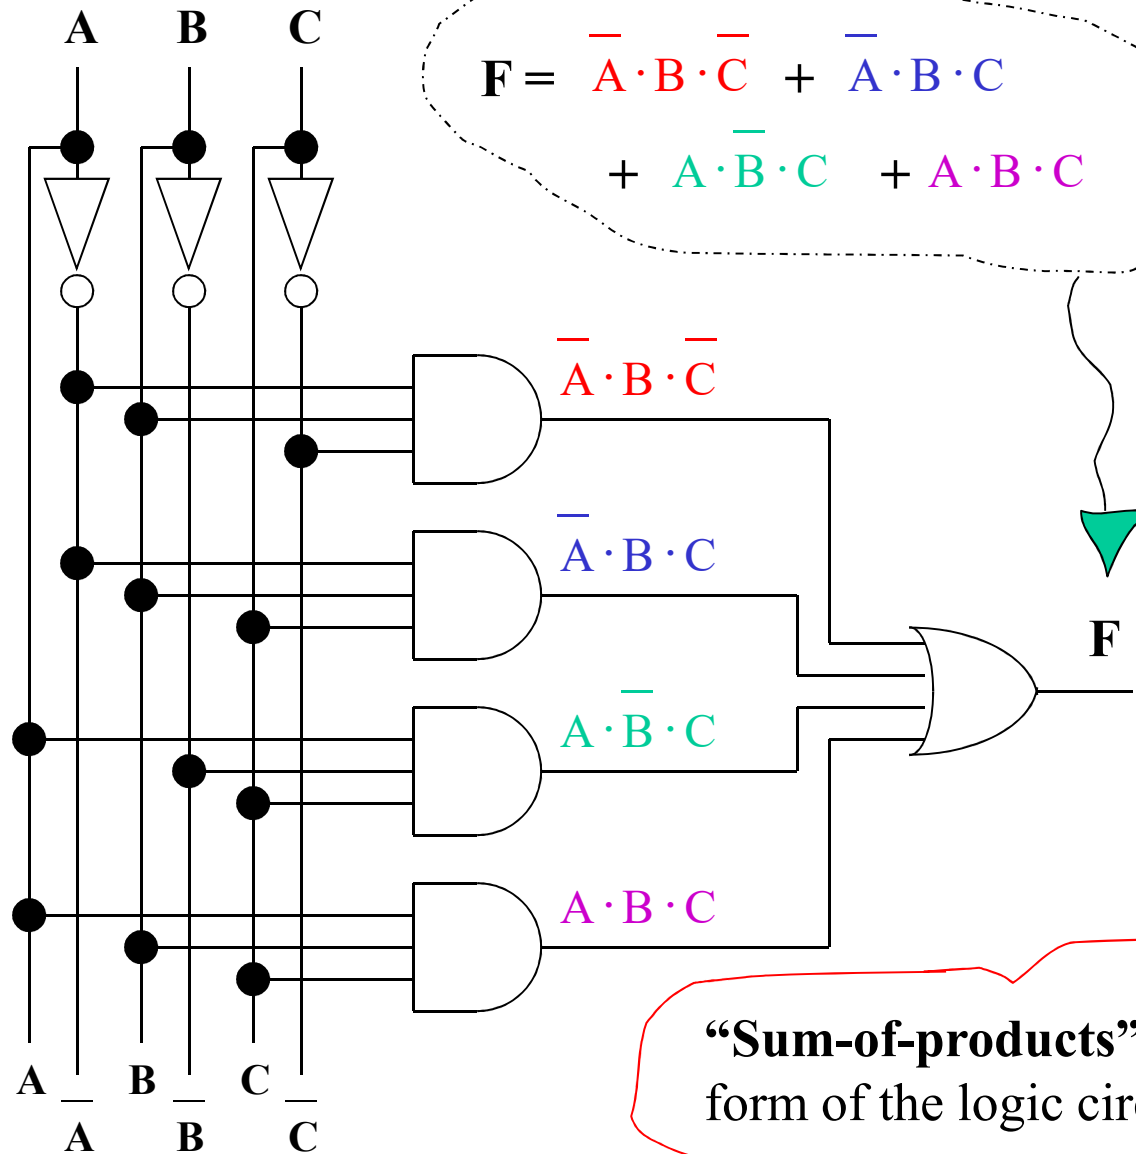 A B C
F = A̅ · B · C̅ + A̅ · B · C
+ A · B̅ · C + A · B · C
A̅ · B · C̅
A̅ · B · C
F
A · B̅ · C
A · B · C
“Sum-of-products”
form of the logic
A B C
A̅ B̅ C̅